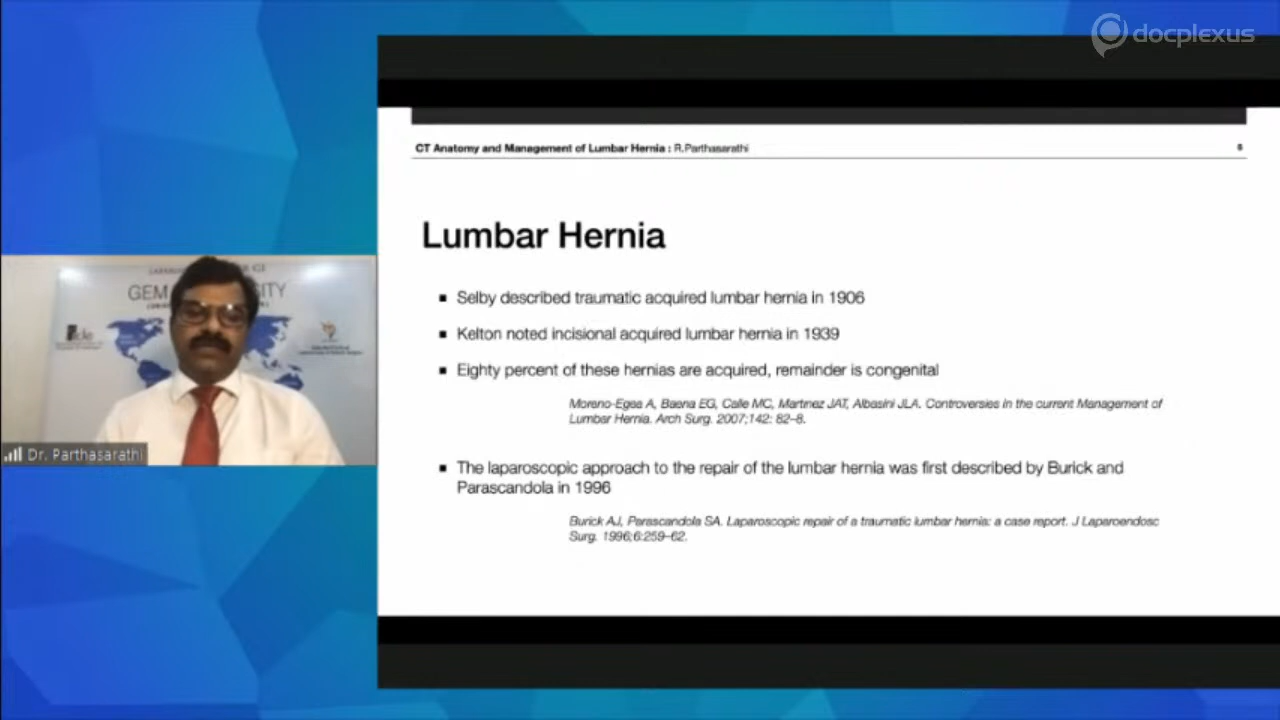 docplexus
CT Anatomy and Management of Lumbar Hernia : R.Parthasarathi
6
Lumbar Hernia
▪ Selby described traumatic acquired lumbar hernia in 1906
▪ Kelton noted incisional acquired lumbar hernia in 1939
▪ Eighty percent of these hernias are acquired, remainder is congenital
Moreno-Egea A, Baena EG, Calle MC, Martinez JAT, Albasini JLA. Controversies in the current Management of
Lumbar Hernia. Arch Surg. 2007;142: 82–8.
▪ The laparoscopic approach to the repair of the lumbar hernia was first described by Burick and
Parascandola in 1996
Burick AJ, Parascandola SA. Laparoscopic repair of a traumatic lumbar hernia: a case report. J Laparoendosc
Surg. 1996;6:259–62.
GEM
Dr. Parthasarathi